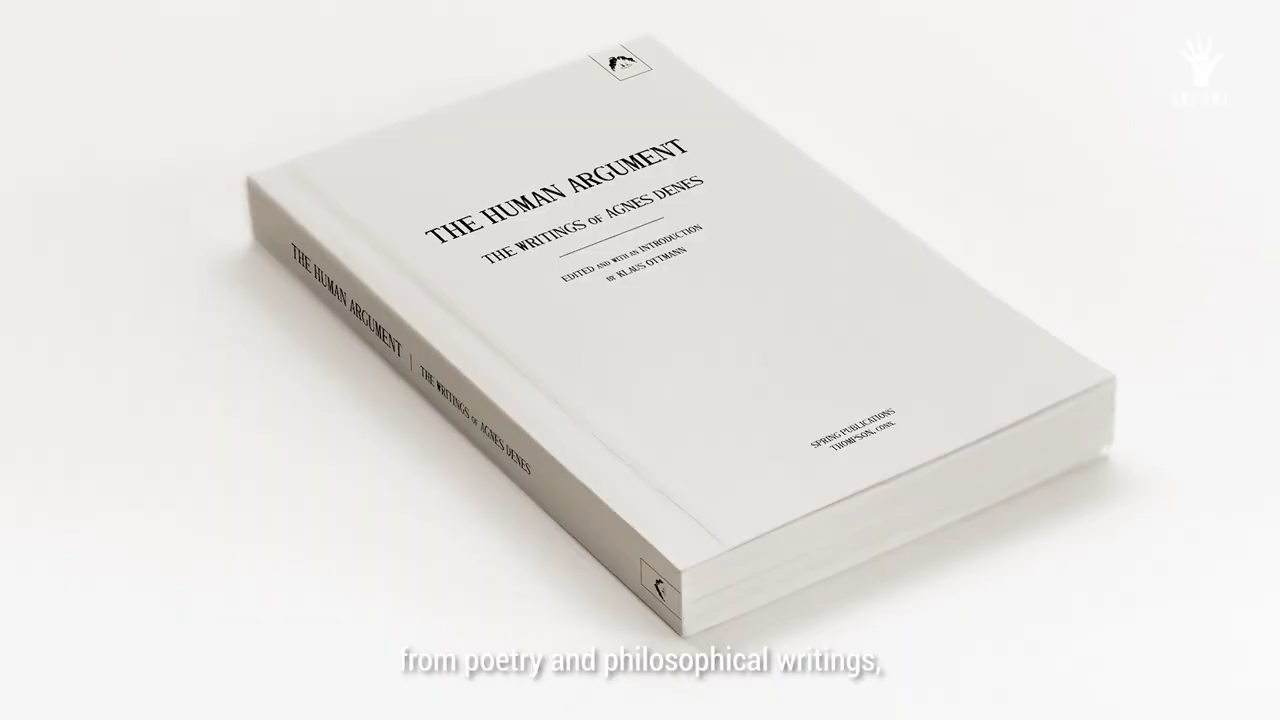 THE HUMAN ARGUMENT
THE WRITINGS OF AGNES DENES
EDITED AND WITH AN INTRODUCTION
BY KLAUS OTTMANN
SPRING PUBLICATIONS
THOMPSON, CONN.
THE HUMAN ARGUMENT | THE WRITINGS OF AGNES DENES
from poetry and philosophical writings,